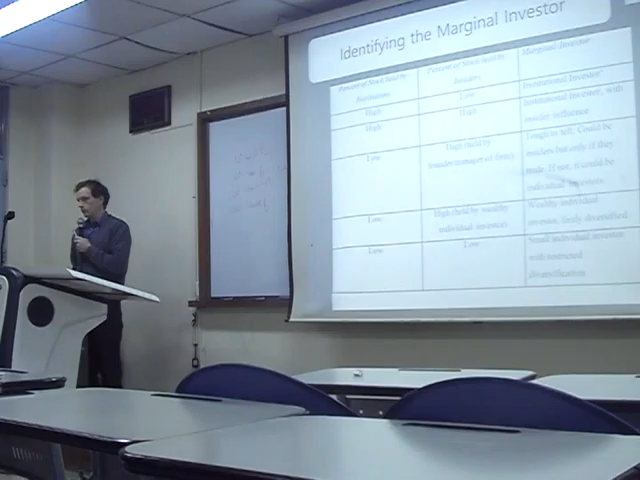 Identifying the Marginal Investor
Percent of Stock held by
Institutions
Percent of Stock held by
Insiders
Marginal Investor
High
Low
Institutional Investor*
High
High
Institutional Investor, with
insider influence
Low
High (held by
founder/manager of firm)
Tough to tell; Could be
insiders but only if they
trade. If not, it could be
individual investors
Low
High (held by wealthy
individual investor)
Wealthy individual
investor, fairly diversified
Low
Low
Small individual investor
with restricted
diversification